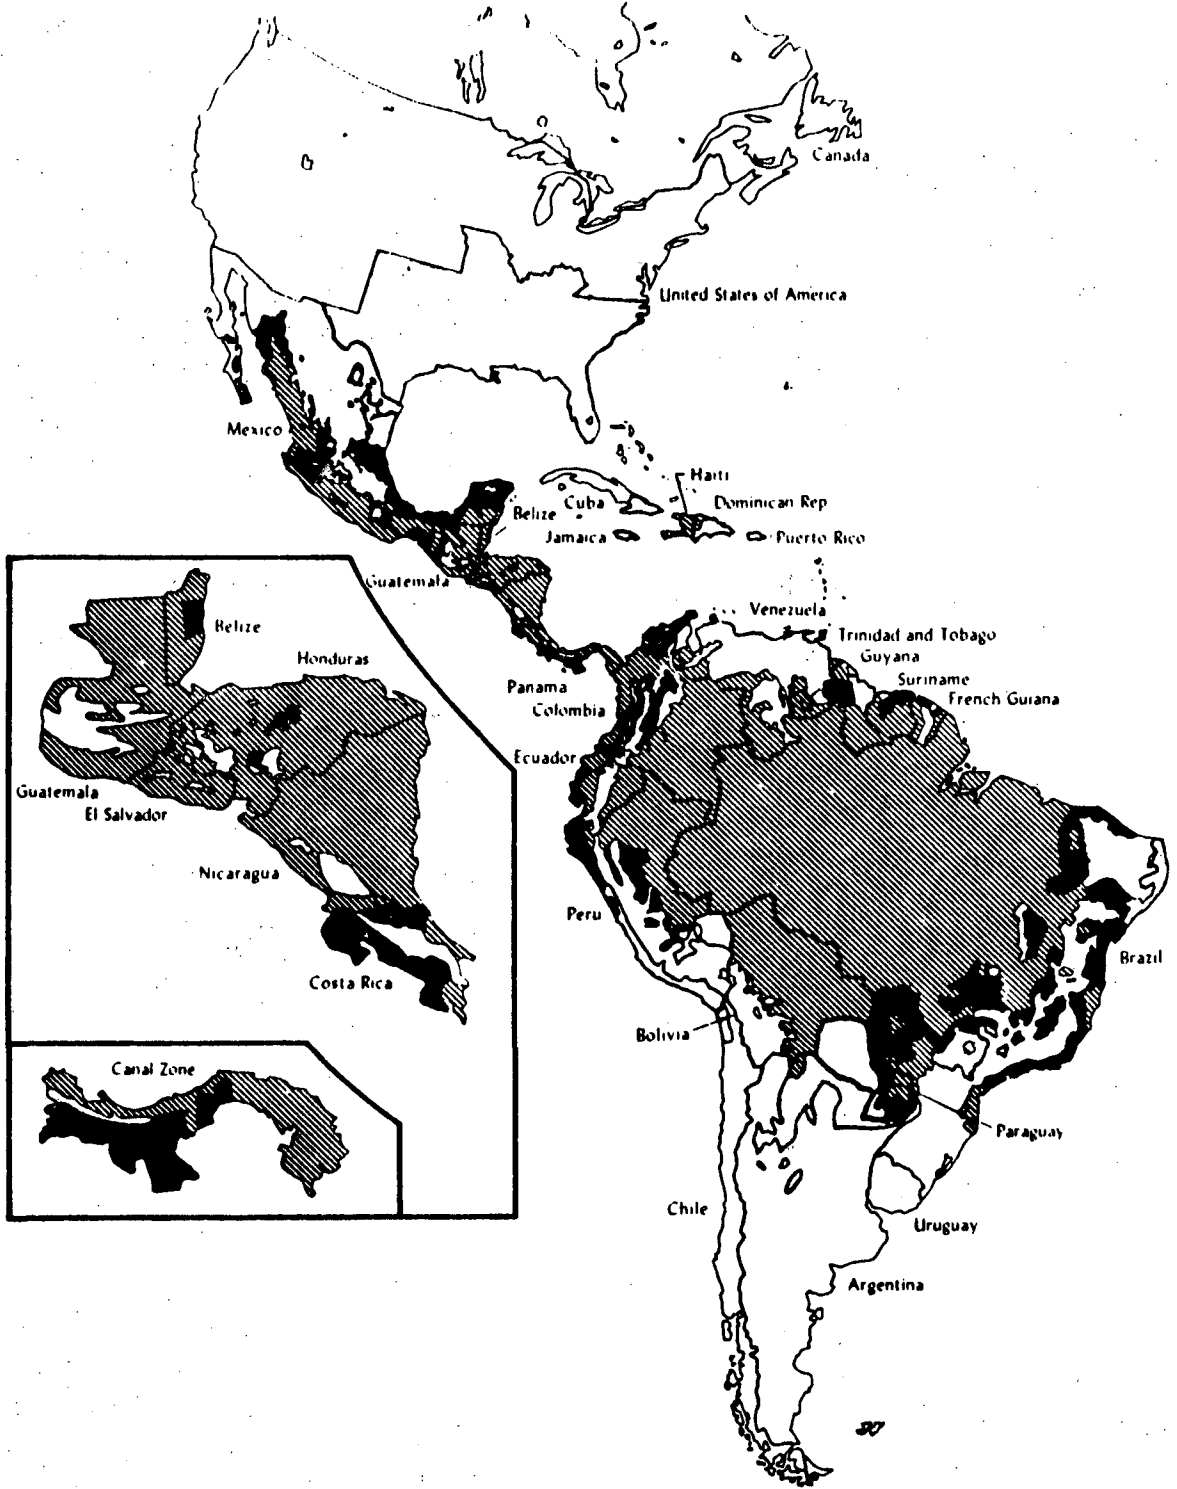 Canada
United States of America
Mexico
Haiti
Cuba
Dominican Rep
Belize
Jamaica
Puerto Rico
Guatemala
Venezuela
Trinidad and Tobago
Guyana
Suriname
French Guiana
Panama
Colombia
Ecuador
Peru
Brazil
Bolivia
Paraguay
Chile
Uruguay
Argentina
Belize
Honduras
Guatemala
El Salvador
Nicaragua
Costa Rica
Canal Zone